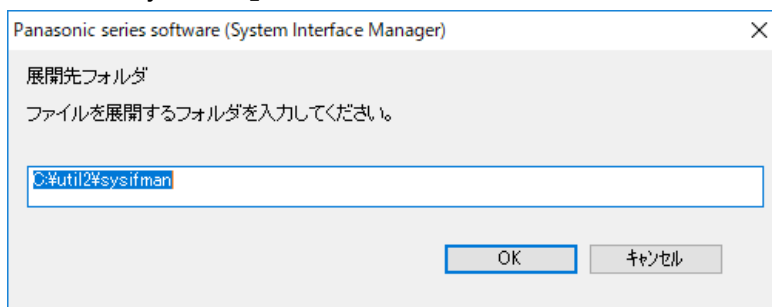 Panasonic series software (System Interface Manager)
展開先フォルダ
ファイルを展開するフォルダを入力してください。
C:¥util2¥sysifman
OK
キャンセル